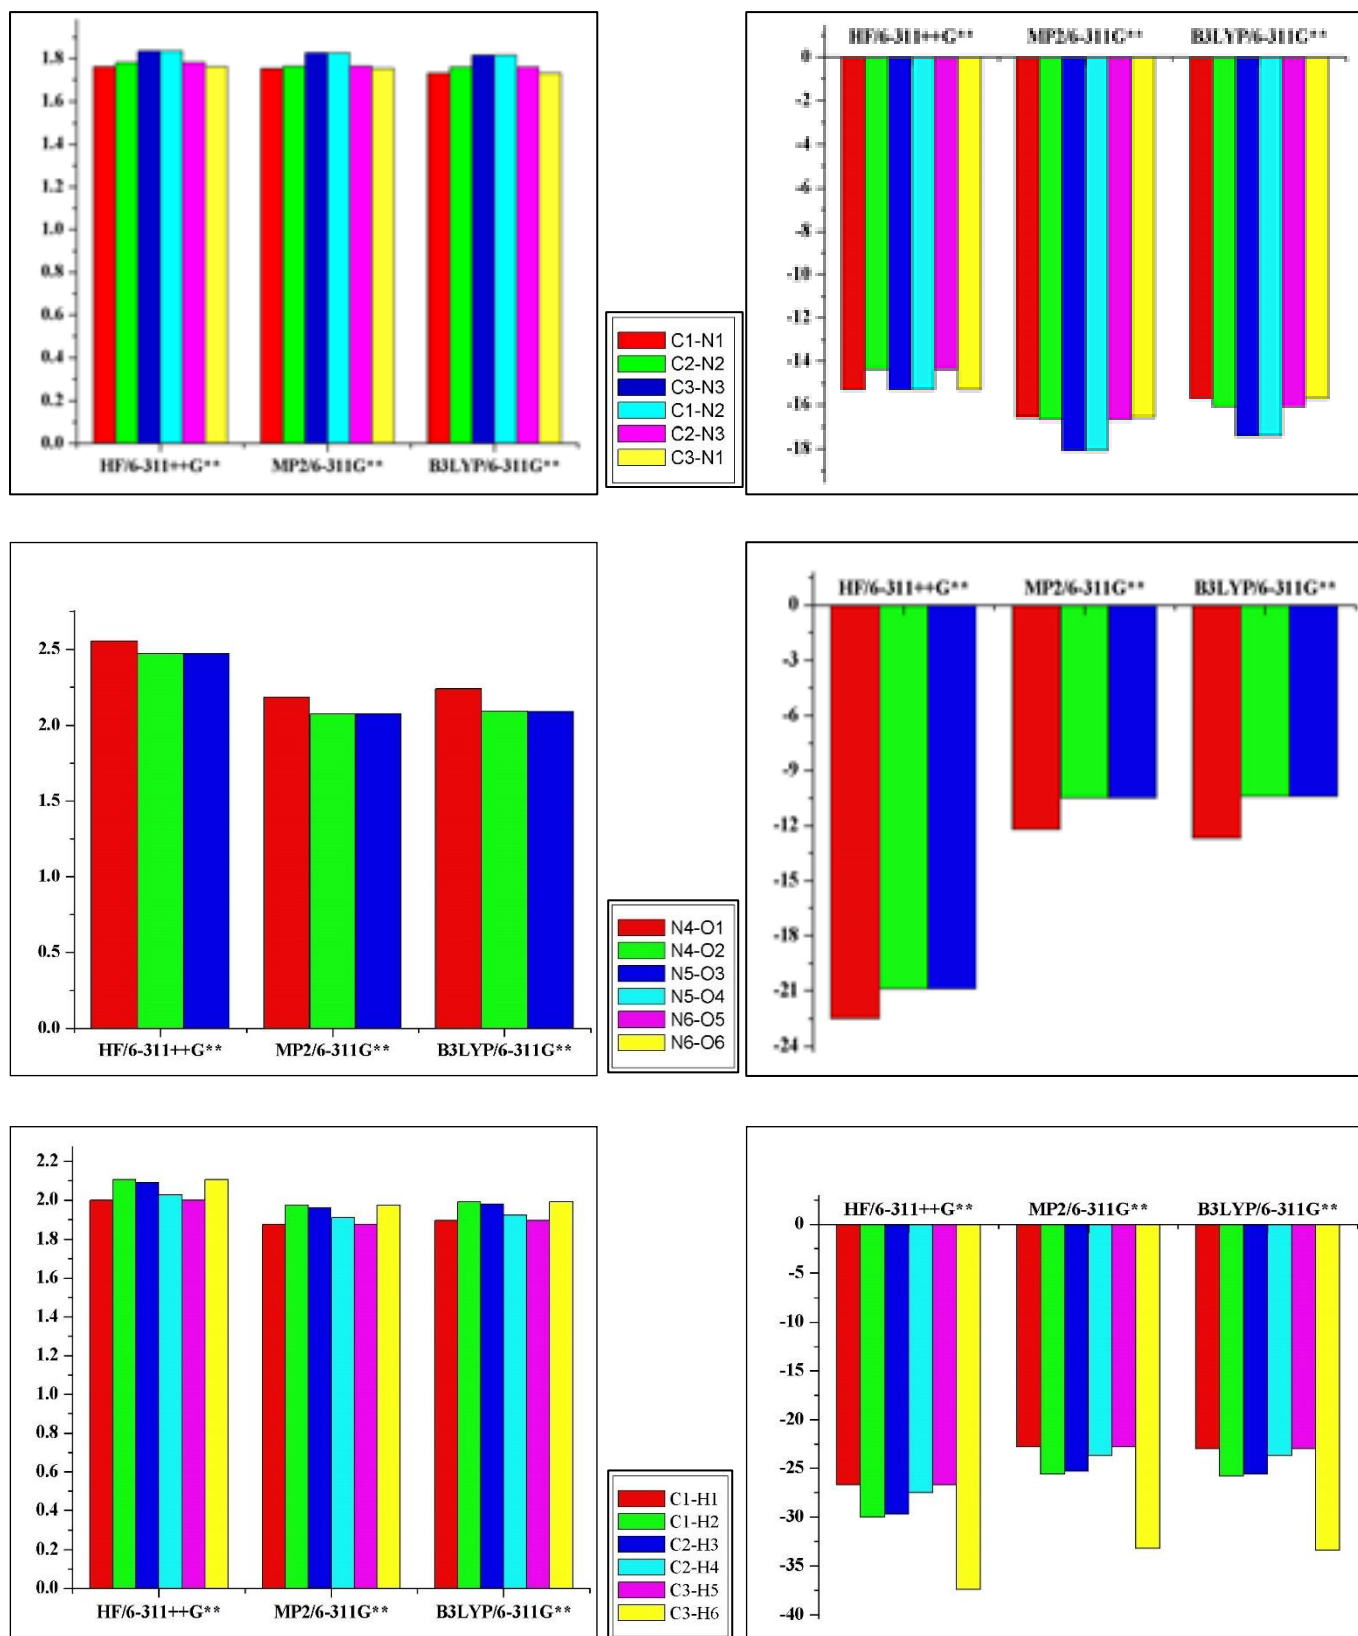 1.8
1.6
1.4
1.2
1.0
0.8
0.6
0.4
0.2
0.0
HF/6-311++G** MP2/6-311G** B3LYP/6-311G**
C1-N1
C2-N2
C3-N3
C1-N2
C2-N3
C3-N1
HF/6-311++G** MP2/6-311G** B3LYP/6-311G**
0
-2
-4
-6
-8
-10
-12
-14
-16
-18
2.5
2.0
1.5
1.0
0.5
0.0
HF/6-311++G** MP2/6-311G** B3LYP/6-311G**
N4-O1
N4-O2
N5-O3
N5-O4
N6-O5
N6-O6
HF/6-311++G** MP2/6-311G** B3LYP/6-311G**
0
-3
-6
-9
-12
-15
-18
-21
-24
2.2
2.0
1.8
1.6
1.4
1.2
1.0
0.8
0.6
0.4
0.2
0.0
HF/6-311++G** MP2/6-311G** B3LYP/6-311G**
C1-H1
C1-H2
C2-H3
C2-H4
C3-H5
C3-H6
HF/6-311++G** MP2/6-311G** B3LYP/6-311G**
0
-5
-10
-15
-20
-25
-30
-35
-40